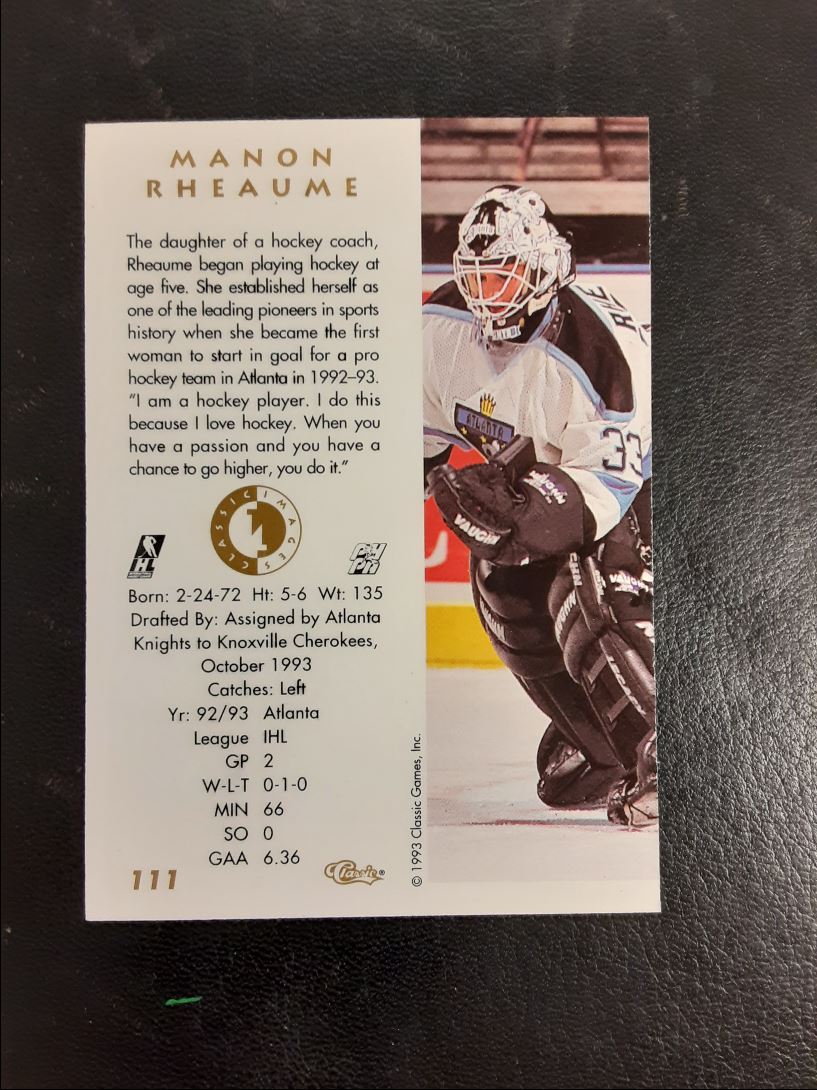 MANON
RHEAUME
The daughter of a hockey coach,
Rheaume began playing hockey at
age five. She established herself as
one of the leading pioneers in sports
history when she became the first
woman to start in goal for a pro
hockey team in Atlanta in 1992–93.
“I am a hockey player. I do this
because I love hockey. When you
have a passion and you have a
chance to go higher, you do it.”
CLASSIC IMAGES
IHL
Born: 2-24-72 Ht: 5-6 Wt: 135
Drafted By: Assigned by Atlanta
Knights to Knoxville Cherokees,
October 1993
Catches: Left
Yr: 92/93 Atlanta
League IHL
GP 2
W-L-T 0-1-0
MIN 66
SO 0
GAA 6.36
111
Classic®
© 1993 Classic Games, Inc.
RHE
ATLANTA
33
VAUGHN